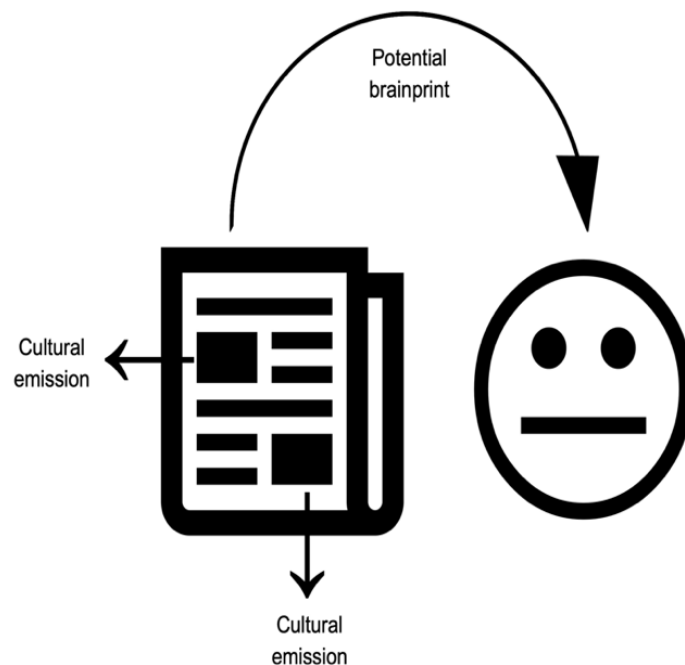 Potential
brainprint
Cultural
emission
Cultural
emission